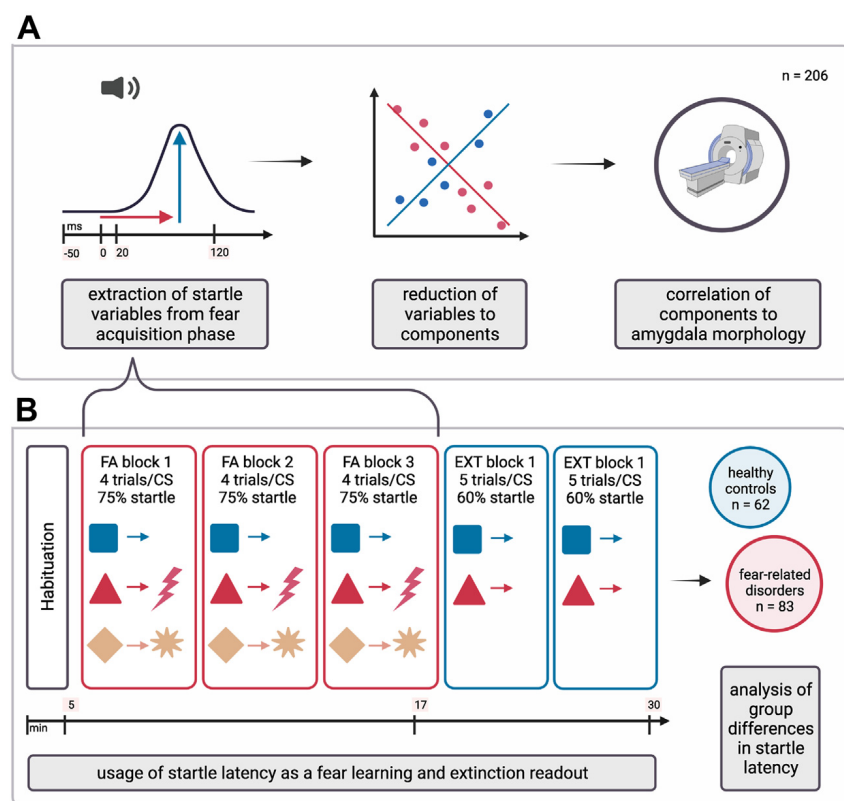 A
n = 206
ms
-50 0 20 120
extraction of startle
variables from fear
acquisition phase
reduction of
variables to
components
correlation of
components to
amygdala morphology
B
Habituation
FA block 1
4 trials/CS
75% startle
FA block 2
4 trials/CS
75% startle
FA block 3
4 trials/CS
75% startle
EXT block 1
5 trials/CS
60% startle
EXT block 1
5 trials/CS
60% startle
healthy
controls
n = 62
fear-related
disorders
n = 83
min
5 17 30
usage of startle latency as a fear learning and extinction readout
analysis of
group
differences
in startle
latency